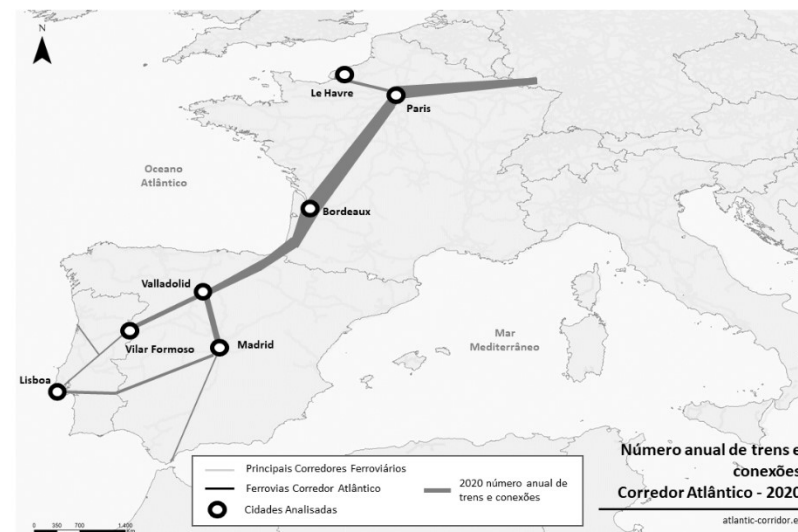 N
Le Havre
Paris
Oceano
Atlântico
Bordeaux
Valladolid
Vilar Formoso
Madrid
Mar
Mediterrâneo
Lisboa
Principais Corredores Ferroviários
Ferrovias Corredor Atlântico
Cidades Analisadas
2020 número anual de
trens e conexões
Número anual de trens e
conexões
Corredor Atlântico - 2020
atlantic-corridor.e
0 350 700 1.400